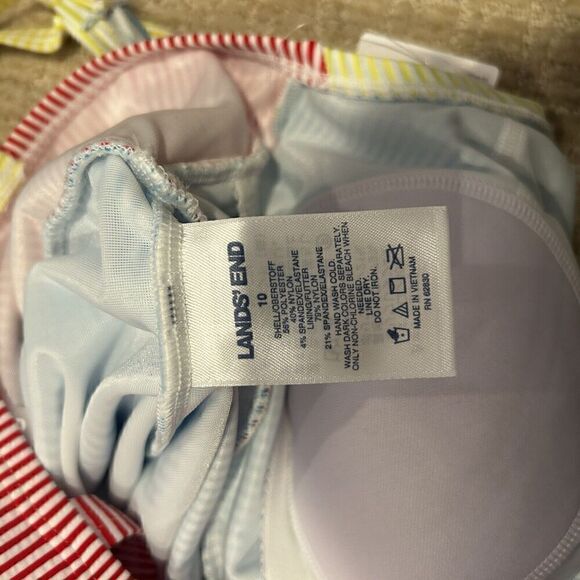 LANDS' END
10
SHELL/OBERSTOFF
56% POLYESTER
40% NYLON
4% SPANDEX/ELASTANE
LINING/FUTTER
79% NYLON
21% SPANDEX/ELASTANE
HAND WASH COLD.
WASH DARK COLORS SEPARATELY.
ONLY NON-CHLORINE BLEACH WHEN
NEEDED.
LINE DRY.
DO NOT IRON.
MADE IN VIETNAM
RN 62830